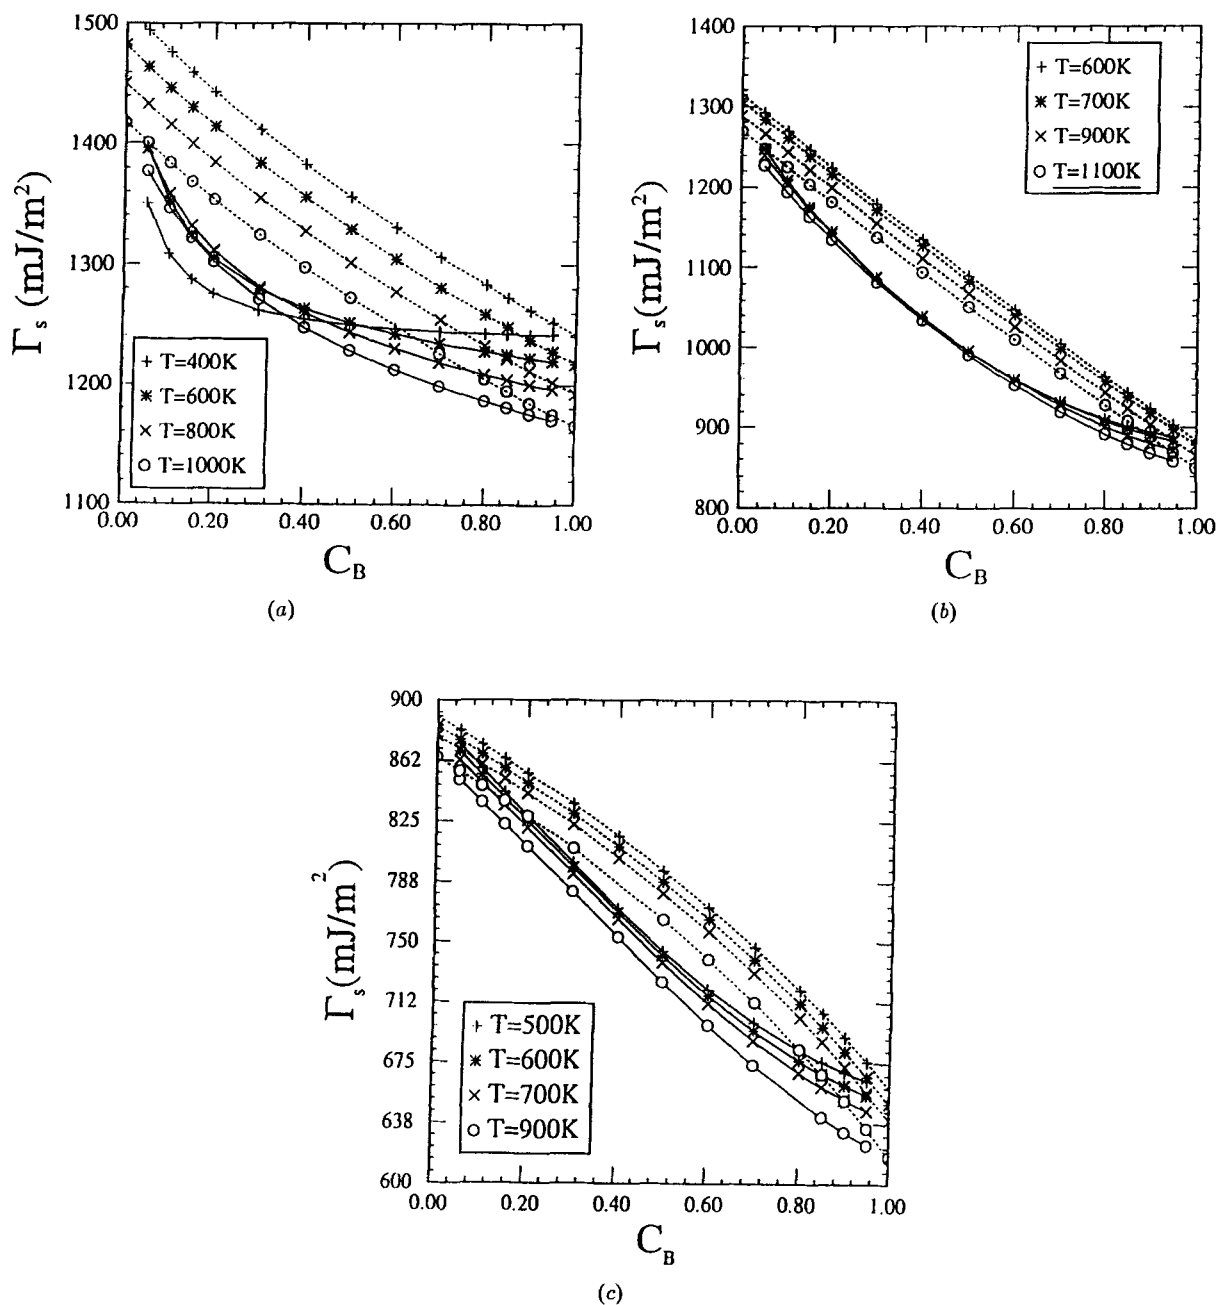 1500
1400
1300
1200
1100
Γs (mJ/m²)
+ T=400K
* T=600K
× T=800K
o T=1000K
0.00 0.20 0.40 0.60 0.80 1.00
C_B
(a)
1400
1300
1200
1100
1000
900
800
Γs(mJ/m²)
+ T=600K
* T=700K
× T=900K
o T=1100K
0.00 0.20 0.40 0.60 0.80 1.00
C_B
(b)
900
862
825
788
750
712
675
638
600
Γs(mJ/m²)
+ T=500K
* T=600K
× T=700K
o T=900K
0.00 0.20 0.40 0.60 0.80 1.00
C_B
(c)